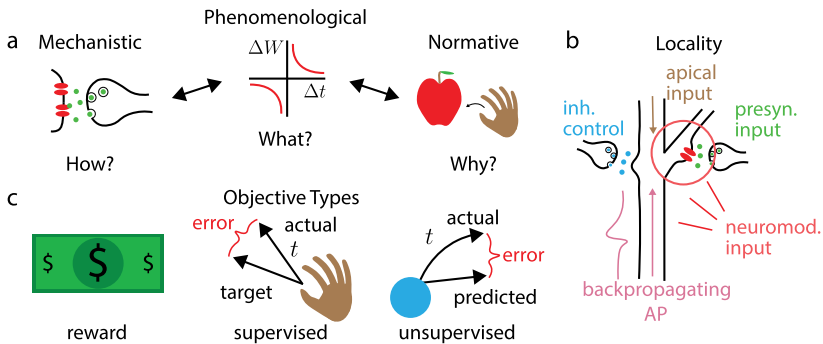 a
Mechanistic
How?
Phenomenological
ΔW
Δt
What?
Normative
Why?
b
Locality
apical
input
inh.
control
presyn.
input
neuromod.
input
backpropagating
AP
c
Objective Types
$ $ $
reward
error
actual
t
target
supervised
actual
t
error
predicted
unsupervised